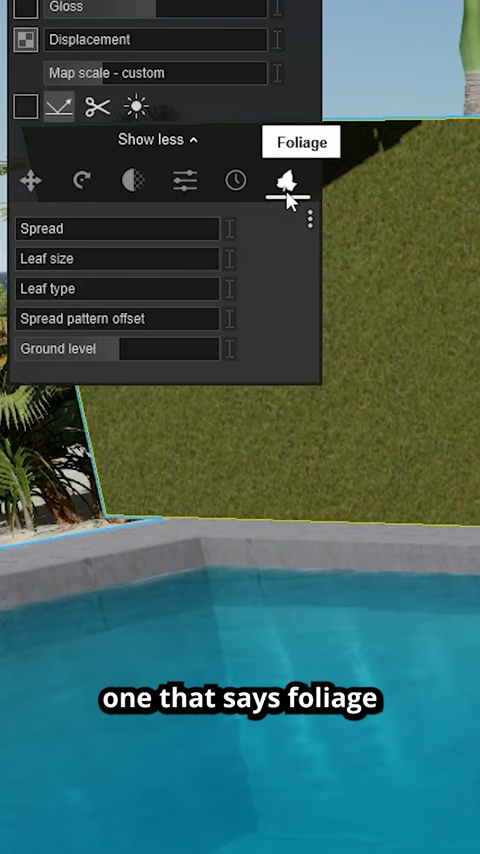 Gloss
Displacement
Map scale - custom
Show less
Foliage
Spread
Leaf size
Leaf type
Spread pattern offset
Ground level
one that says foliage